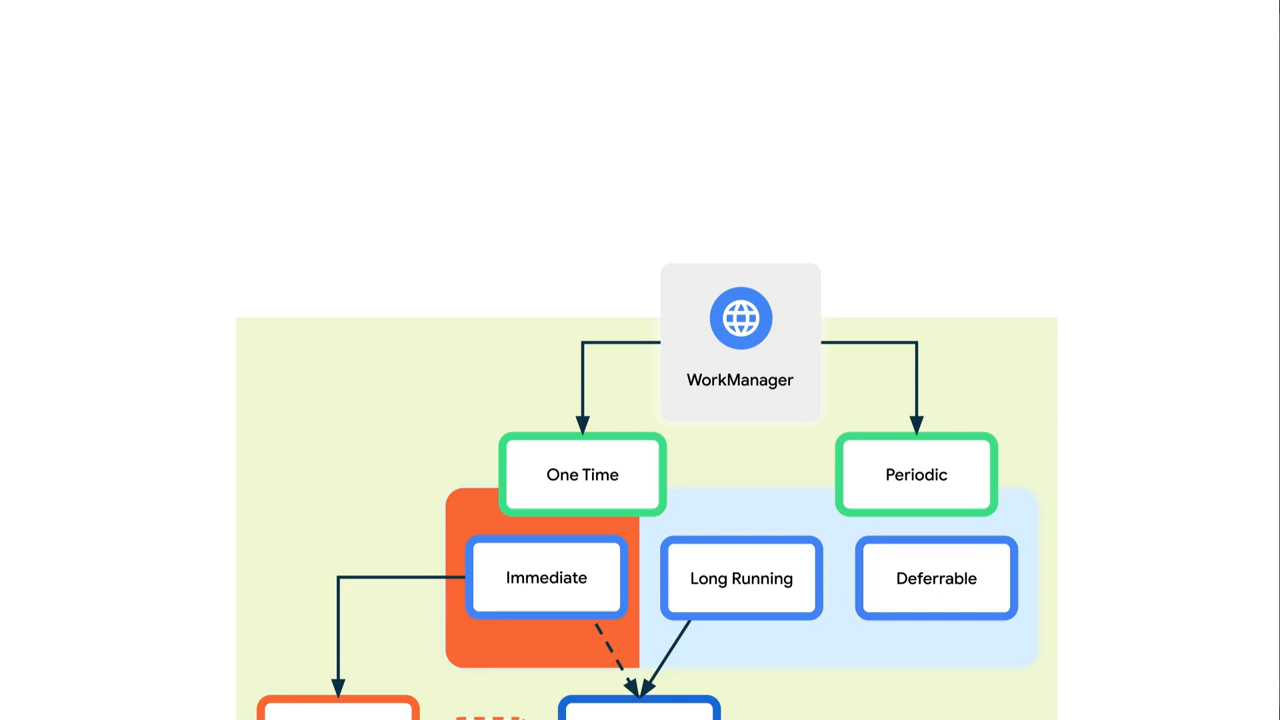 WorkManager
One Time
Periodic
Immediate
Long Running
Deferrable